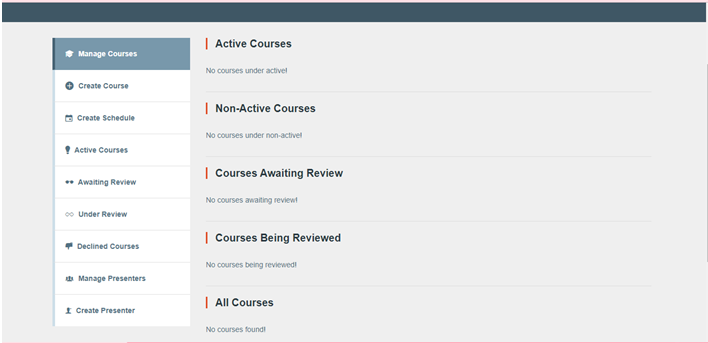 Manage Courses
Create Course
Create Schedule
Active Courses
Awaiting Review
Under Review
Declined Courses
Manage Presenters
Create Presenter
Active Courses
No courses under active!
Non-Active Courses
No courses under non-active!
Courses Awaiting Review
No courses awaiting review!
Courses Being Reviewed
No courses being reviewed!
All Courses
No courses found!